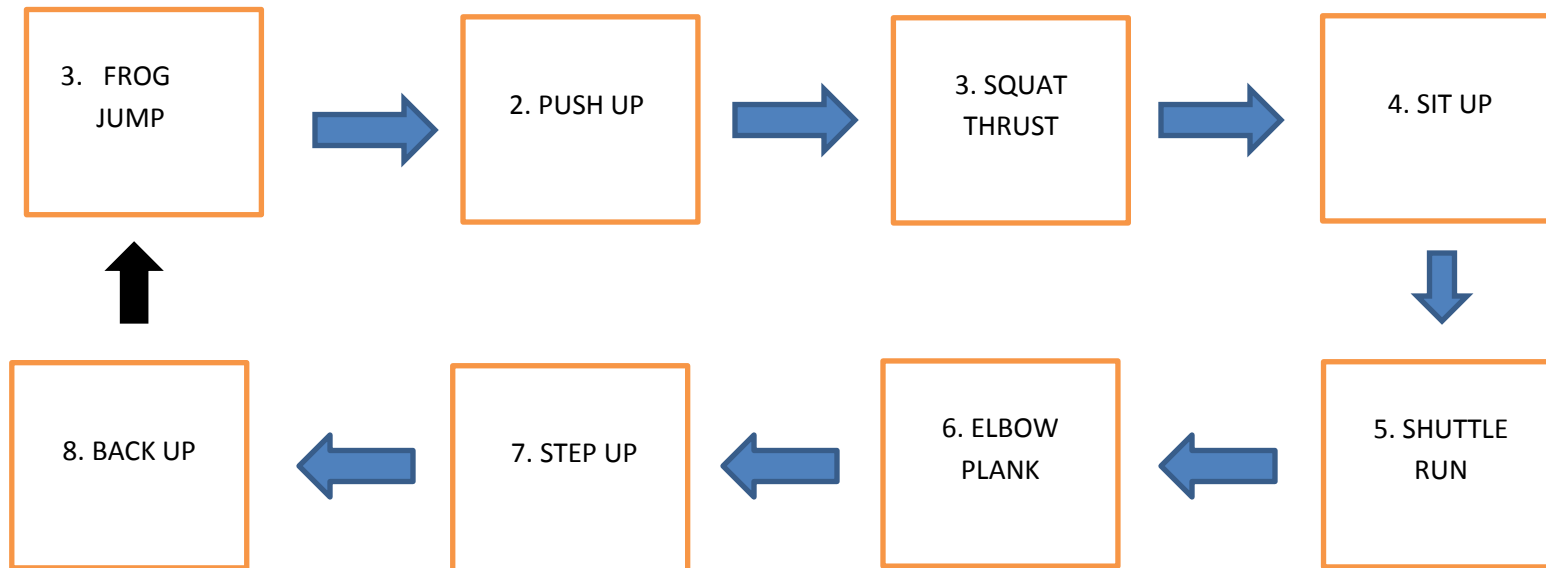 3. FROG
JUMP
2. PUSH UP
3. SQUAT
THRUST
4. SIT UP
8. BACK UP
7. STEP UP
6. ELBOW
PLANK
5. SHUTTLE
RUN